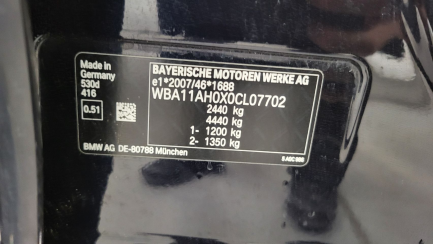 Made in
Germany
530d
416
0.51
BAYERISCHE MOTOREN WERKE AG
e1*2007/46*1688
WBA11AH0X0CL07702
2440 kg
4440 kg
1- 1200 kg
2- 1350 kg
BMW AG DE-80788 München